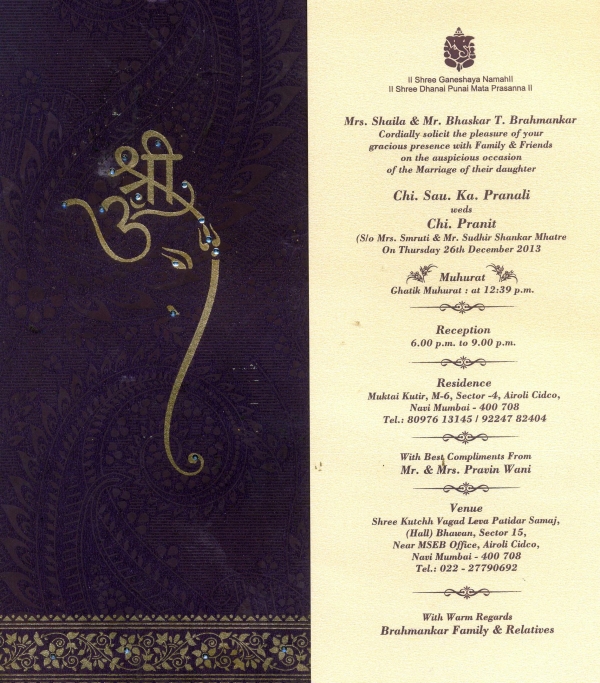 श्री
ॐ
II Shree Ganeshaya NamahII
II Shree Dhanai Punai Mata Prasanna II
Mrs. Shaila & Mr. Bhaskar T. Brahmankar
Cordially solicit the pleasure of your
gracious presence with Family & Friends
on the auspicious occasion
of the Marriage of their daughter
Chi. Sau. Ka. Pranali
weds
Chi. Pranit
(S/o Mrs. Smruti & Mr. Sudhir Shankar Mhatre
On Thursday 26th December 2013
Muhurat
Ghatik Muhurat : at 12:39 p.m.
Reception
6.00 p.m. to 9.00 p.m.
Residence
Muktai Kutir, M-6, Sector -4, Airoli Cidco,
Navi Mumbai - 400 708
Tel.: 80976 13145 / 92247 82404
With Best Compliments From
Mr. & Mrs. Pravin Wani
Venue
Shree Kutchh Vagad Leva Patidar Samaj,
(Hall) Bhawan, Sector 15,
Near MSEB Office, Airoli Cidco,
Navi Mumbai - 400 708
Tel.: 022 - 27790692
With Warm Regards
Brahmankar Family & Relatives